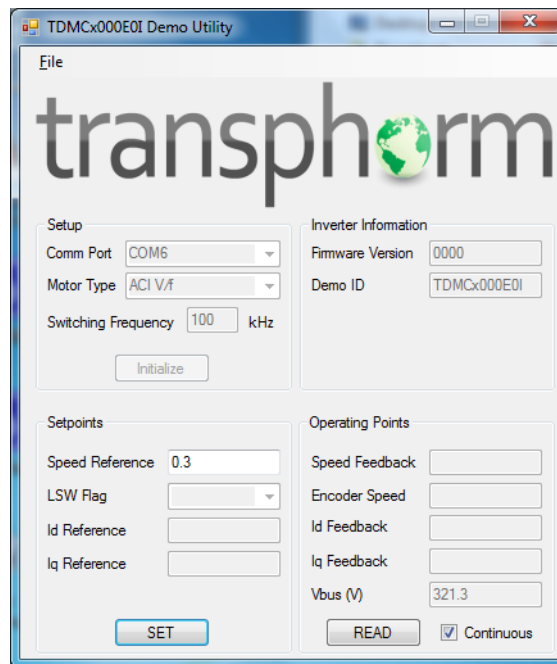 TDMCx000E0I Demo Utility
File
transphorm
Setup
Comm Port COM6
Motor Type ACI V/f
Switching Frequency 100 kHz
Initialize
Inverter Information
Firmware Version 0000
Demo ID TDMCx000E0I
Setpoints
Speed Reference 0.3
LSW Flag
Id Reference
Iq Reference
SET
Operating Points
Speed Feedback
Encoder Speed
Id Feedback
Iq Feedback
Vbus (V) 321.3
READ Continuous